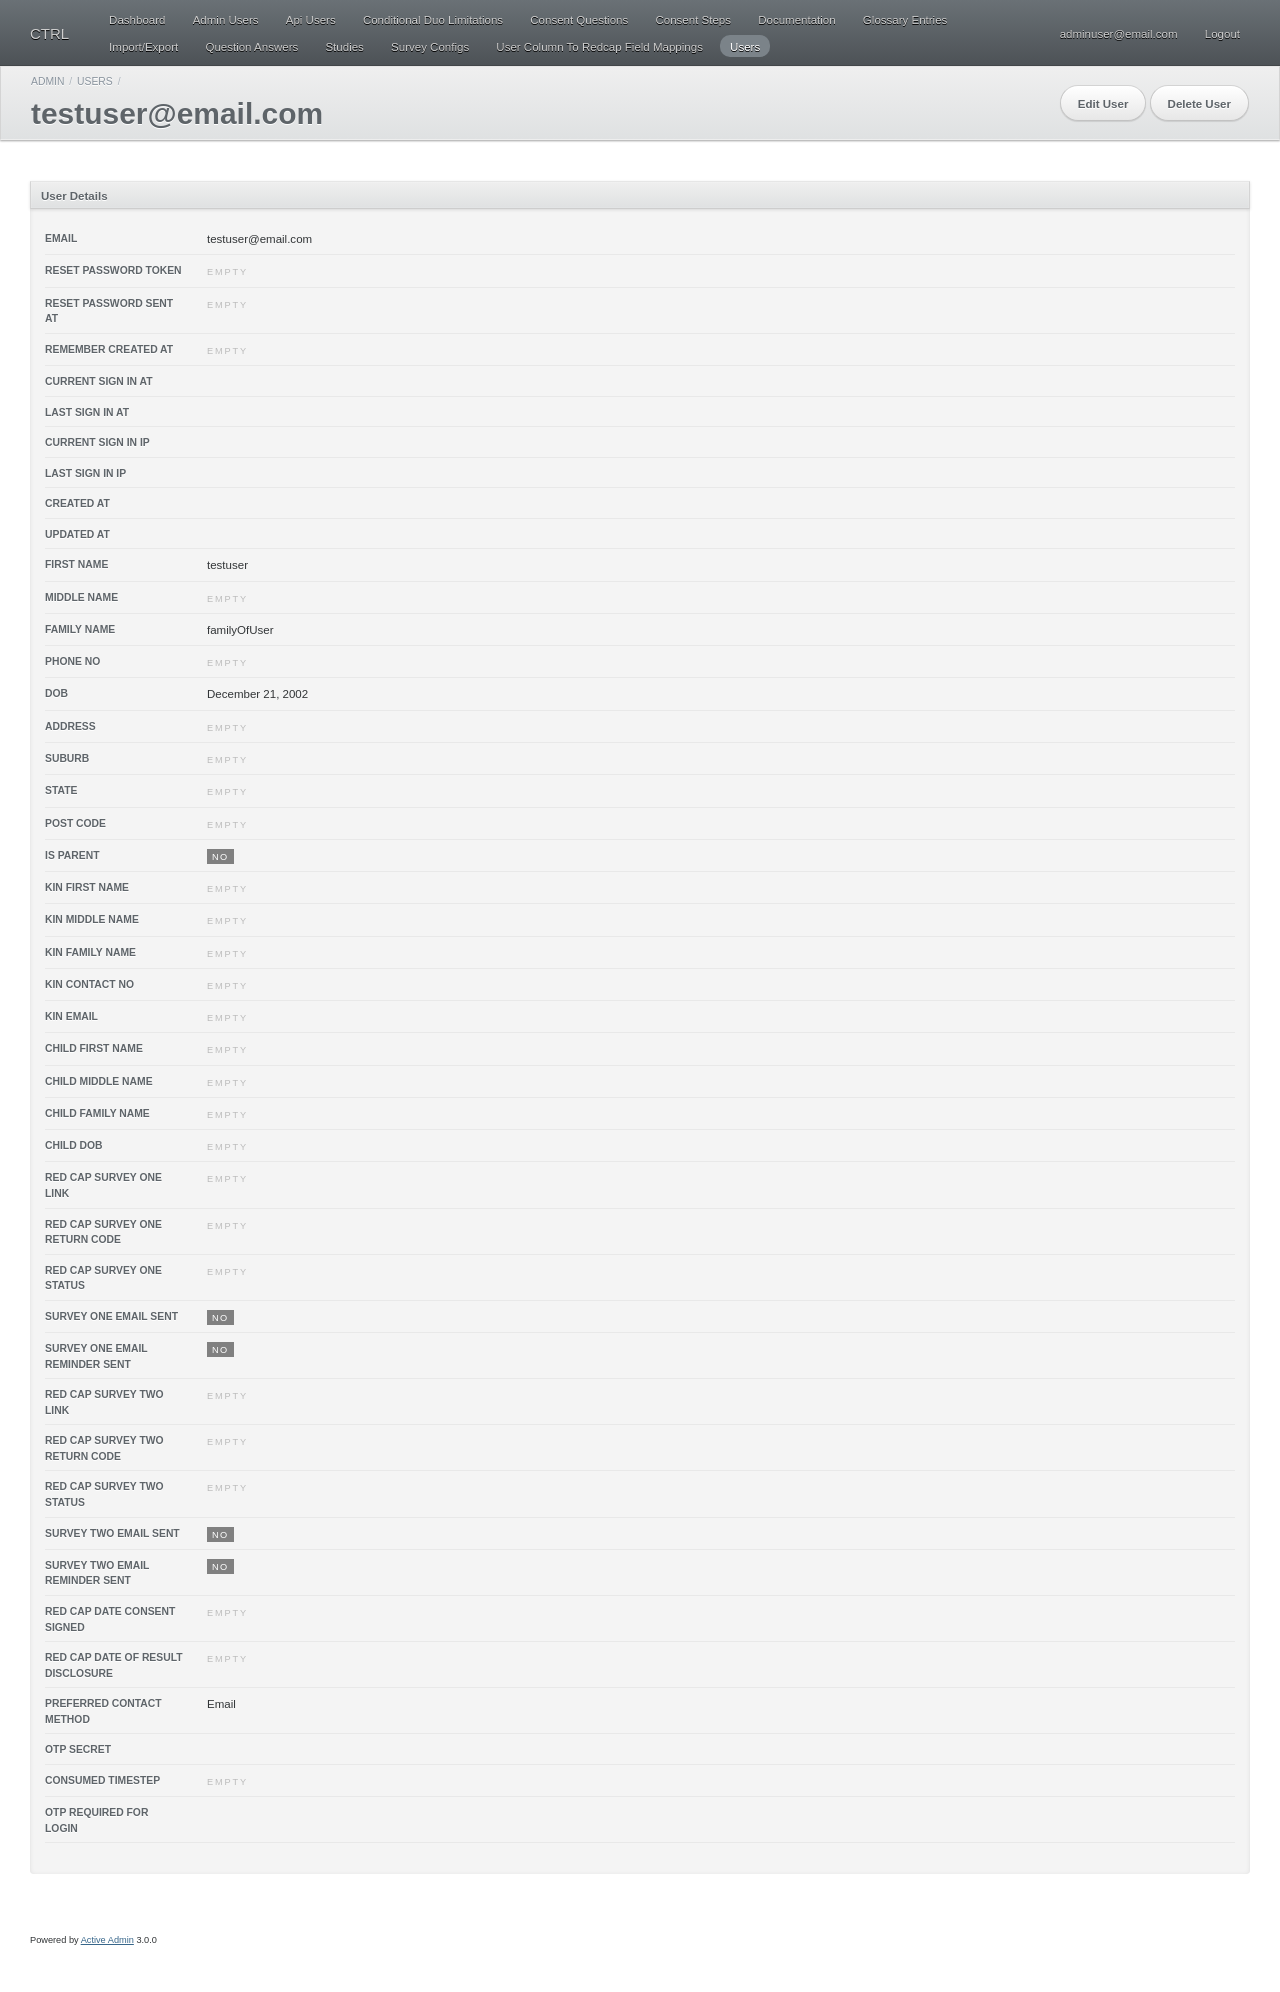 CTRL
Dashboard Admin Users Api Users Conditional Duo Limitations Consent Questions Consent Steps Documentation Glossary Entries
Import/Export Question Answers Studies Survey Configs User Column To Redcap Field Mappings Users
adminuser@email.com Logout
ADMIN / USERS /
testuser@email.com
Edit User Delete User
User Details
EMAIL testuser@email.com
RESET PASSWORD TOKEN EMPTY
RESET PASSWORD SENT EMPTY
AT
REMEMBER CREATED AT EMPTY
CURRENT SIGN IN AT
LAST SIGN IN AT
CURRENT SIGN IN IP
LAST SIGN IN IP
CREATED AT
UPDATED AT
FIRST NAME testuser
MIDDLE NAME EMPTY
FAMILY NAME familyOfUser
PHONE NO EMPTY
DOB December 21, 2002
ADDRESS EMPTY
SUBURB EMPTY
STATE EMPTY
POST CODE EMPTY
IS PARENT NO
KIN FIRST NAME EMPTY
KIN MIDDLE NAME EMPTY
KIN FAMILY NAME EMPTY
KIN CONTACT NO EMPTY
KIN EMAIL EMPTY
CHILD FIRST NAME EMPTY
CHILD MIDDLE NAME EMPTY
CHILD FAMILY NAME EMPTY
CHILD DOB EMPTY
RED CAP SURVEY ONE EMPTY
LINK
RED CAP SURVEY ONE EMPTY
RETURN CODE
RED CAP SURVEY ONE EMPTY
STATUS
SURVEY ONE EMAIL SENT NO
SURVEY ONE EMAIL NO
REMINDER SENT
RED CAP SURVEY TWO EMPTY
LINK
RED CAP SURVEY TWO EMPTY
RETURN CODE
RED CAP SURVEY TWO EMPTY
STATUS
SURVEY TWO EMAIL SENT NO
SURVEY TWO EMAIL NO
REMINDER SENT
RED CAP DATE CONSENT EMPTY
SIGNED
RED CAP DATE OF RESULT EMPTY
DISCLOSURE
PREFERRED CONTACT Email
METHOD
OTP SECRET
CONSUMED TIMESTEP EMPTY
OTP REQUIRED FOR
LOGIN
Powered by Active Admin 3.0.0